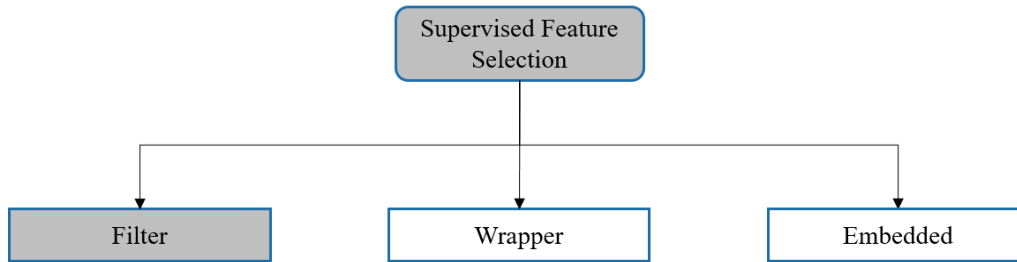 Supervised Feature
Selection
Filter
Wrapper
Embedded